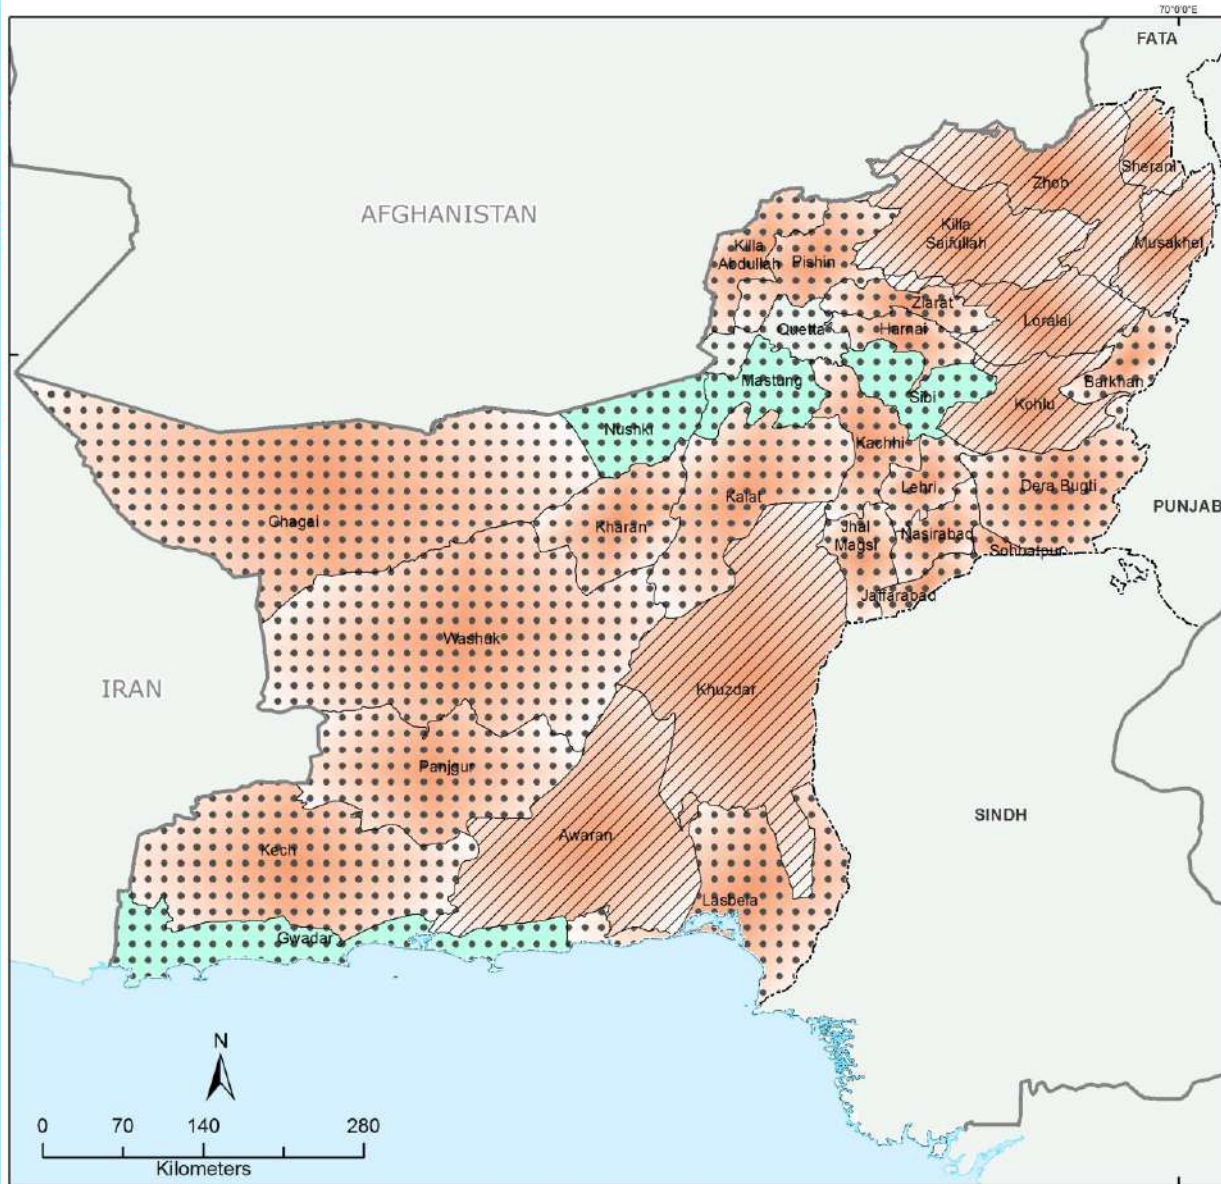 70°0'0"E
FATA
AFGHANISTAN
Sherani
Zhob
Killa
Saifullah
Musakhel
Killa
Abdullah
Pishin
Ziarat
Loralai
Quetta
Harnai
Mastung
Barkhan
Sibi
Kohlu
Nushki
Kachhi
Lehri
Dera Bugti
Kalat
PUNJAB
Chagai
Kharan
Jhal
Magsi
Nasirabad
Sohbatpur
Jaffarabad
Washuk
IRAN
Khuzdar
Panjgur
SINDH
Awaran
Kech
Lasbela
Gwadar
N
0 70 140 280
Kilometers